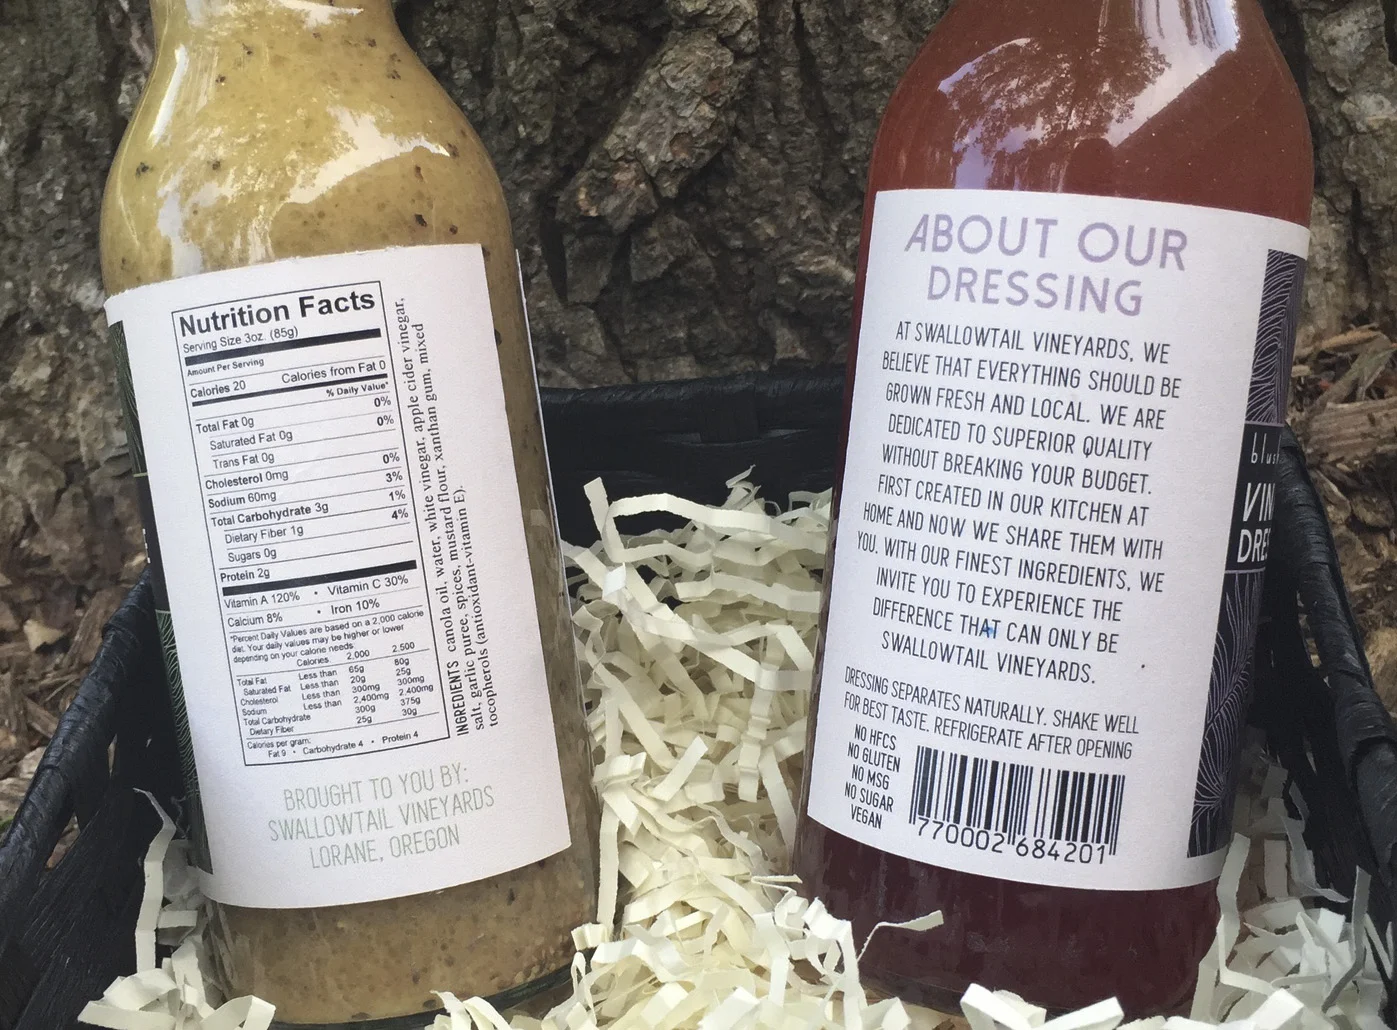 Nutrition Facts
Serving Size 3oz. (85g)
Amount Per Serving
Calories 20 Calories from Fat 0
% Daily Value*
Total Fat 0g 0%
Saturated Fat 0g 0%
Trans Fat 0g
Cholesterol 0mg 0%
Sodium 60mg 3%
Total Carbohydrate 3g 1%
Dietary Fiber 1g 4%
Sugars 0g
Protein 2g
Vitamin A 120% • Vitamin C 30%
Calcium 8% • Iron 10%
*Percent Daily Values are based on a 2,000 calorie
diet. Your daily values may be higher or lower
depending on your calorie needs:
Calories 2,000 2,500
Total Fat Less than 65g 80g
Saturated Fat Less than 20g 25g
Cholesterol Less than 300mg 300mg
Sodium Less than 2,400mg 2,400mg
Total Carbohydrate 300g 375g
Dietary Fiber 25g 30g
Calories per gram:
Fat 9 • Carbohydrate 4 • Protein 4
INGREDIENTS canola oil, water, white vinegar, apple cider vinegar,
salt, garlic puree, spices, mustard flour, xanthan gum, mixed
tocopherols (antioxidant-vitamin E).
BROUGHT TO YOU BY:
SWALLOWTAIL VINEYARDS
LORANE, OREGON
ABOUT OUR
DRESSING
AT SWALLOWTAIL VINEYARDS, WE
BELIEVE THAT EVERYTHING SHOULD BE
GROWN FRESH AND LOCAL. WE ARE
DEDICATED TO SUPERIOR QUALITY
WITHOUT BREAKING YOUR BUDGET.
FIRST CREATED IN OUR KITCHEN AT
HOME AND NOW WE SHARE THEM WITH
YOU. WITH OUR FINEST INGREDIENTS, WE
INVITE YOU TO EXPERIENCE THE
DIFFERENCE THAT CAN ONLY BE
SWALLOWTAIL VINEYARDS.
DRESSING SEPARATES NATURALLY. SHAKE WELL
FOR BEST TASTE. REFRIGERATE AFTER OPENING
NO HFCS
NO GLUTEN
NO MSG
NO SUGAR
VEGAN
770002 684201
blus
VIN
DRE